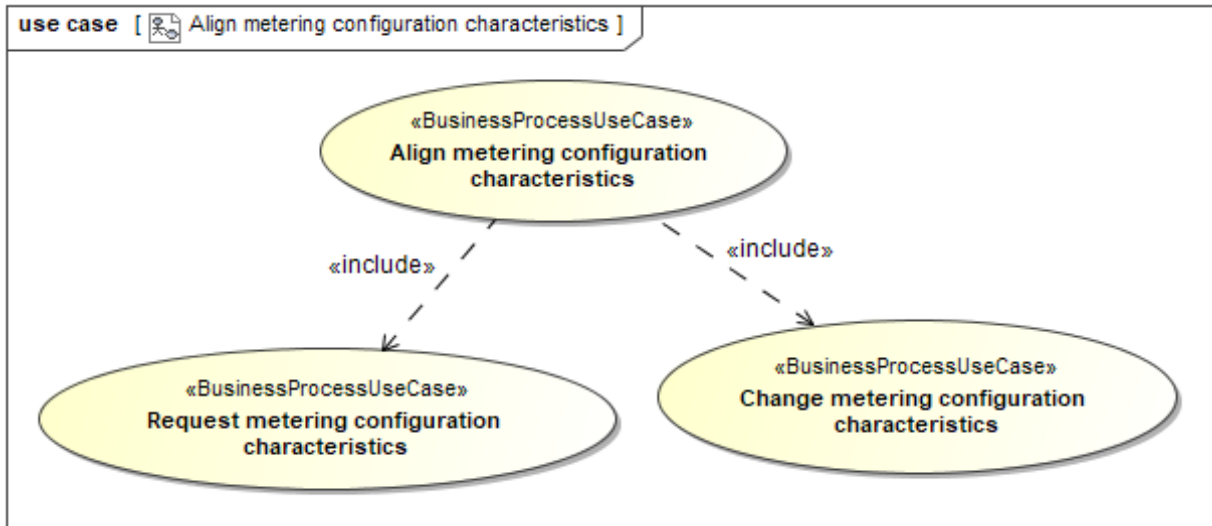 use case [ Align metering configuration characteristics ]
«BusinessProcessUseCase»
Align metering configuration
characteristics
«include»
«include»
«BusinessProcessUseCase»
Request metering configuration
characteristics
«BusinessProcessUseCase»
Change metering configuration
characteristics